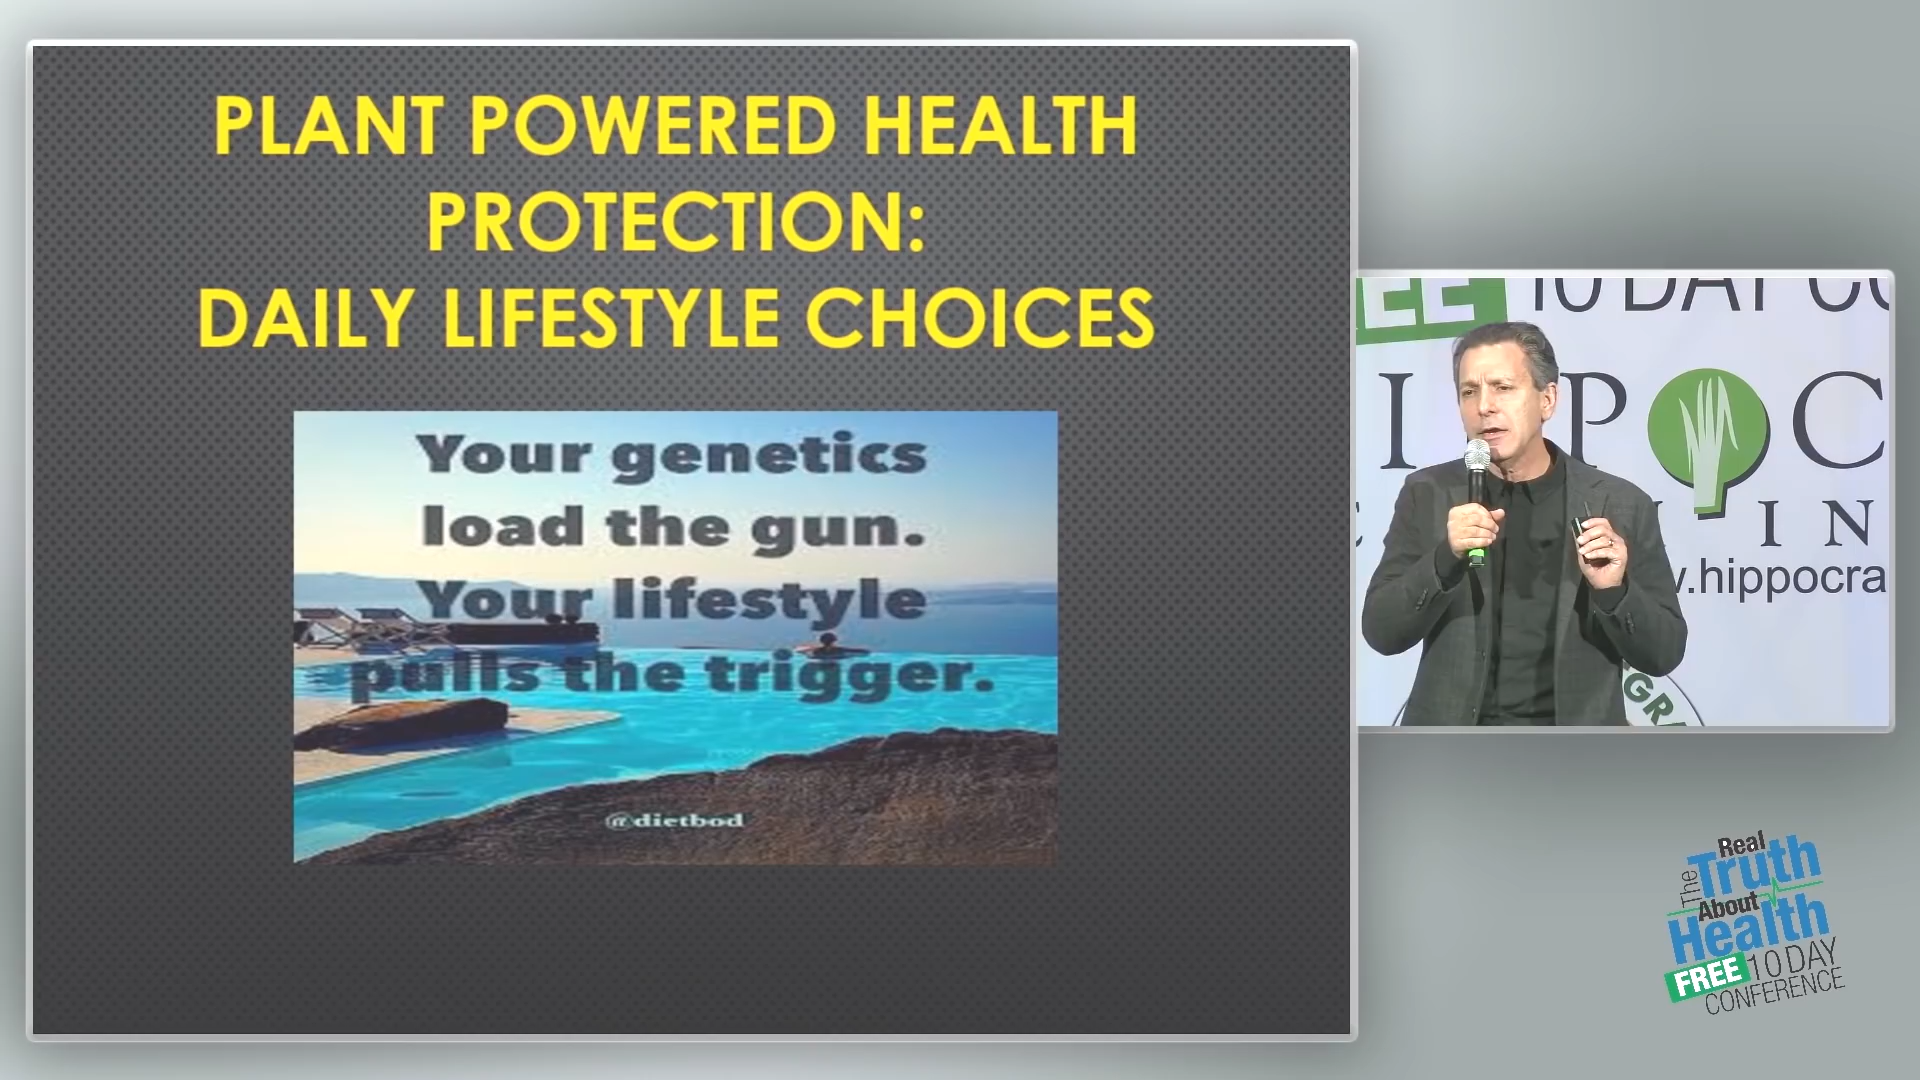 PLANT POWERED HEALTH
PROTECTION:
DAILY LIFESTYLE CHOICES
Your genetics
load the gun.
Your lifestyle
pulls the trigger.
@dietbod
10 DAY
I P C
I N
.hippocra
The Real
Truth
About
Health
FREE 10 DAY
CONFERENCE